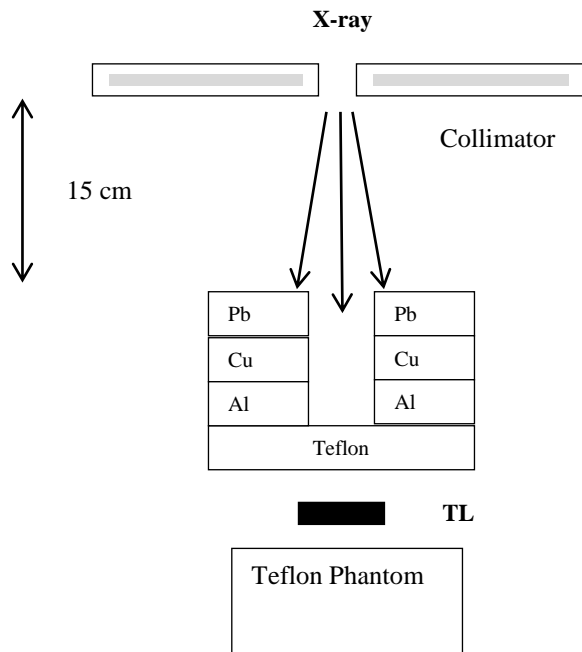 X-ray
Collimator
15 cm
Pb Pb
Cu Cu
Al Al
Teflon
TL
Teflon Phantom